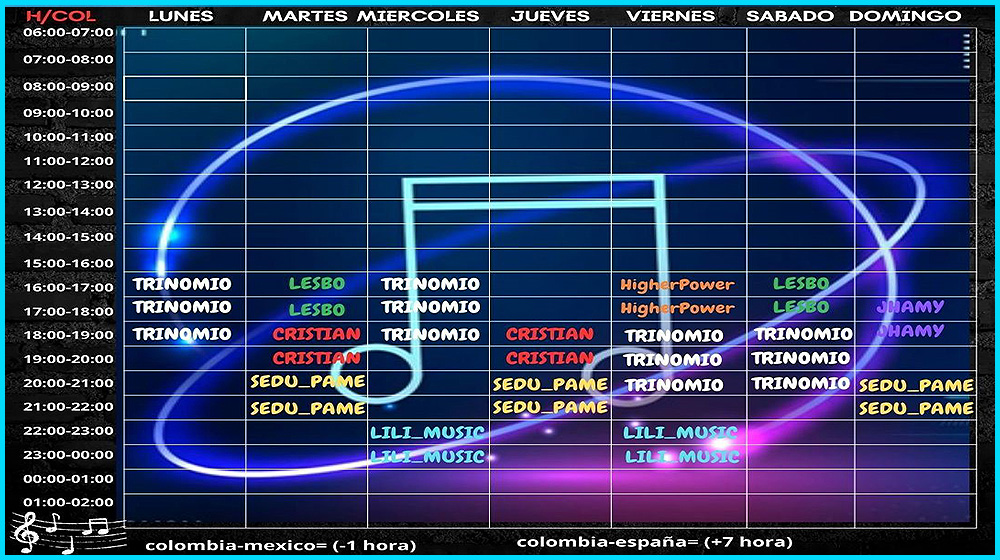 H/COL LUNES MARTES MIERCOLES JUEVES VIERNES SABADO DOMINGO
06:00-07:00
07:00-08:00
08:00-09:00
09:00-10:00
10:00-11:00
11:00-12:00
12:00-13:00
13:00-14:00
14:00-15:00
15:00-16:00
16:00-17:00 TRINOMIO LESBO TRINOMIO HigherPower LESBO
17:00-18:00 TRINOMIO LESBO TRINOMIO HigherPower LESBO JHAMY
18:00-19:00 TRINOMIO CRISTIAN TRINOMIO CRISTIAN TRINOMIO TRINOMIO JHAMY
19:00-20:00 CRISTIAN CRISTIAN TRINOMIO TRINOMIO
20:00-21:00 SEDU_PAME SEDU_PAME TRINOMIO TRINOMIO SEDU_PAME
21:00-22:00 SEDU_PAME SEDU_PAME SEDU_PAME
22:00-23:00 LILI_MUSIC LILI_MUSIC
23:00-00:00 LILI_MUSIC LILI_MUSIC
00:00-01:00
01:00-02:00
colombia-mexico= (-1 hora) colombia-españa= (+7 hora)